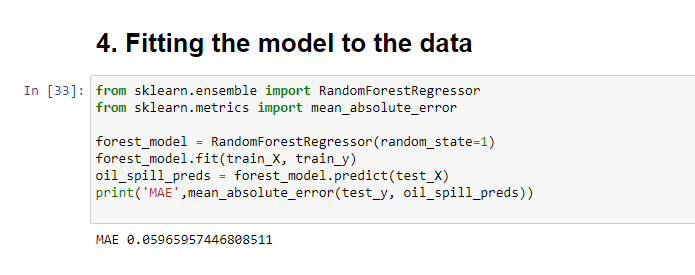 4. Fitting the model to the data
In [33]: from sklearn.ensemble import RandomForestRegressor
from sklearn.metrics import mean_absolute_error
forest_model = RandomForestRegressor(random_state=1)
forest_model.fit(train_X, train_y)
oil_spill_preds = forest_model.predict(test_X)
print('MAE',mean_absolute_error(test_y, oil_spill_preds))
MAE 0.05965957446808511